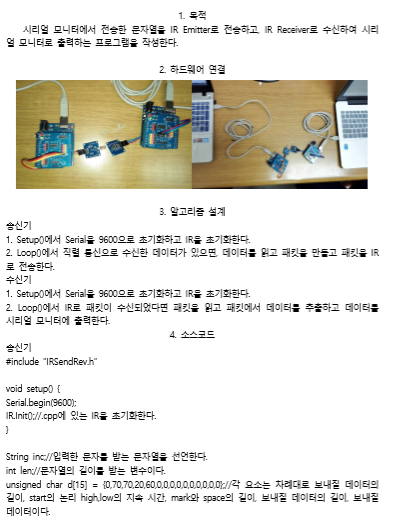 1. 목적
시리얼 모니터에서 전송한 문자열을 IR Emitter로 전송하고, IR Receiver로 수신하여 시리
얼 모니터로 출력하는 프로그램을 작성한다.
2. 하드웨어 연결
3. 알고리즘 설계
송신기
1. Setup()에서 Serial을 9600으로 초기화하고 IR을 초기화한다.
2. Loop()에서 직렬 통신으로 수신한 데이터가 있으면, 데이터를 읽고 패킷을 만들고 패킷을 IR
로 전송한다.
수신기
1. Setup()에서 Serial을 9600으로 초기화하고 IR을 초기화한다.
2. Loop()에서 IR로 패킷이 수신되었다면 패킷을 읽고 패킷에서 데이터를 추출하고 데이터를
시리얼 모니터에 출력한다.
4. 소스코드
송신기
#include "IRSendRev.h"
void setup() {
Serial.begin(9600);
IR.Init();//.cpp에 있는 IR을 초기화한다.
}
String inc;//입력한 문자를 받는 문자열을 선언한다.
int len;//문자열의 길이를 받는 변수이다.
unsigned char d[15] = {0,70,70,20,60,0,0,0,0,0,0,0,0,0,0};//각 요소는 차례대로 보내질 데이터의
길이, start의 논리 high,low의 지속 시간, mark와 space의 길이, 보내질 데이터의 길이, 보내질
데이터이다.